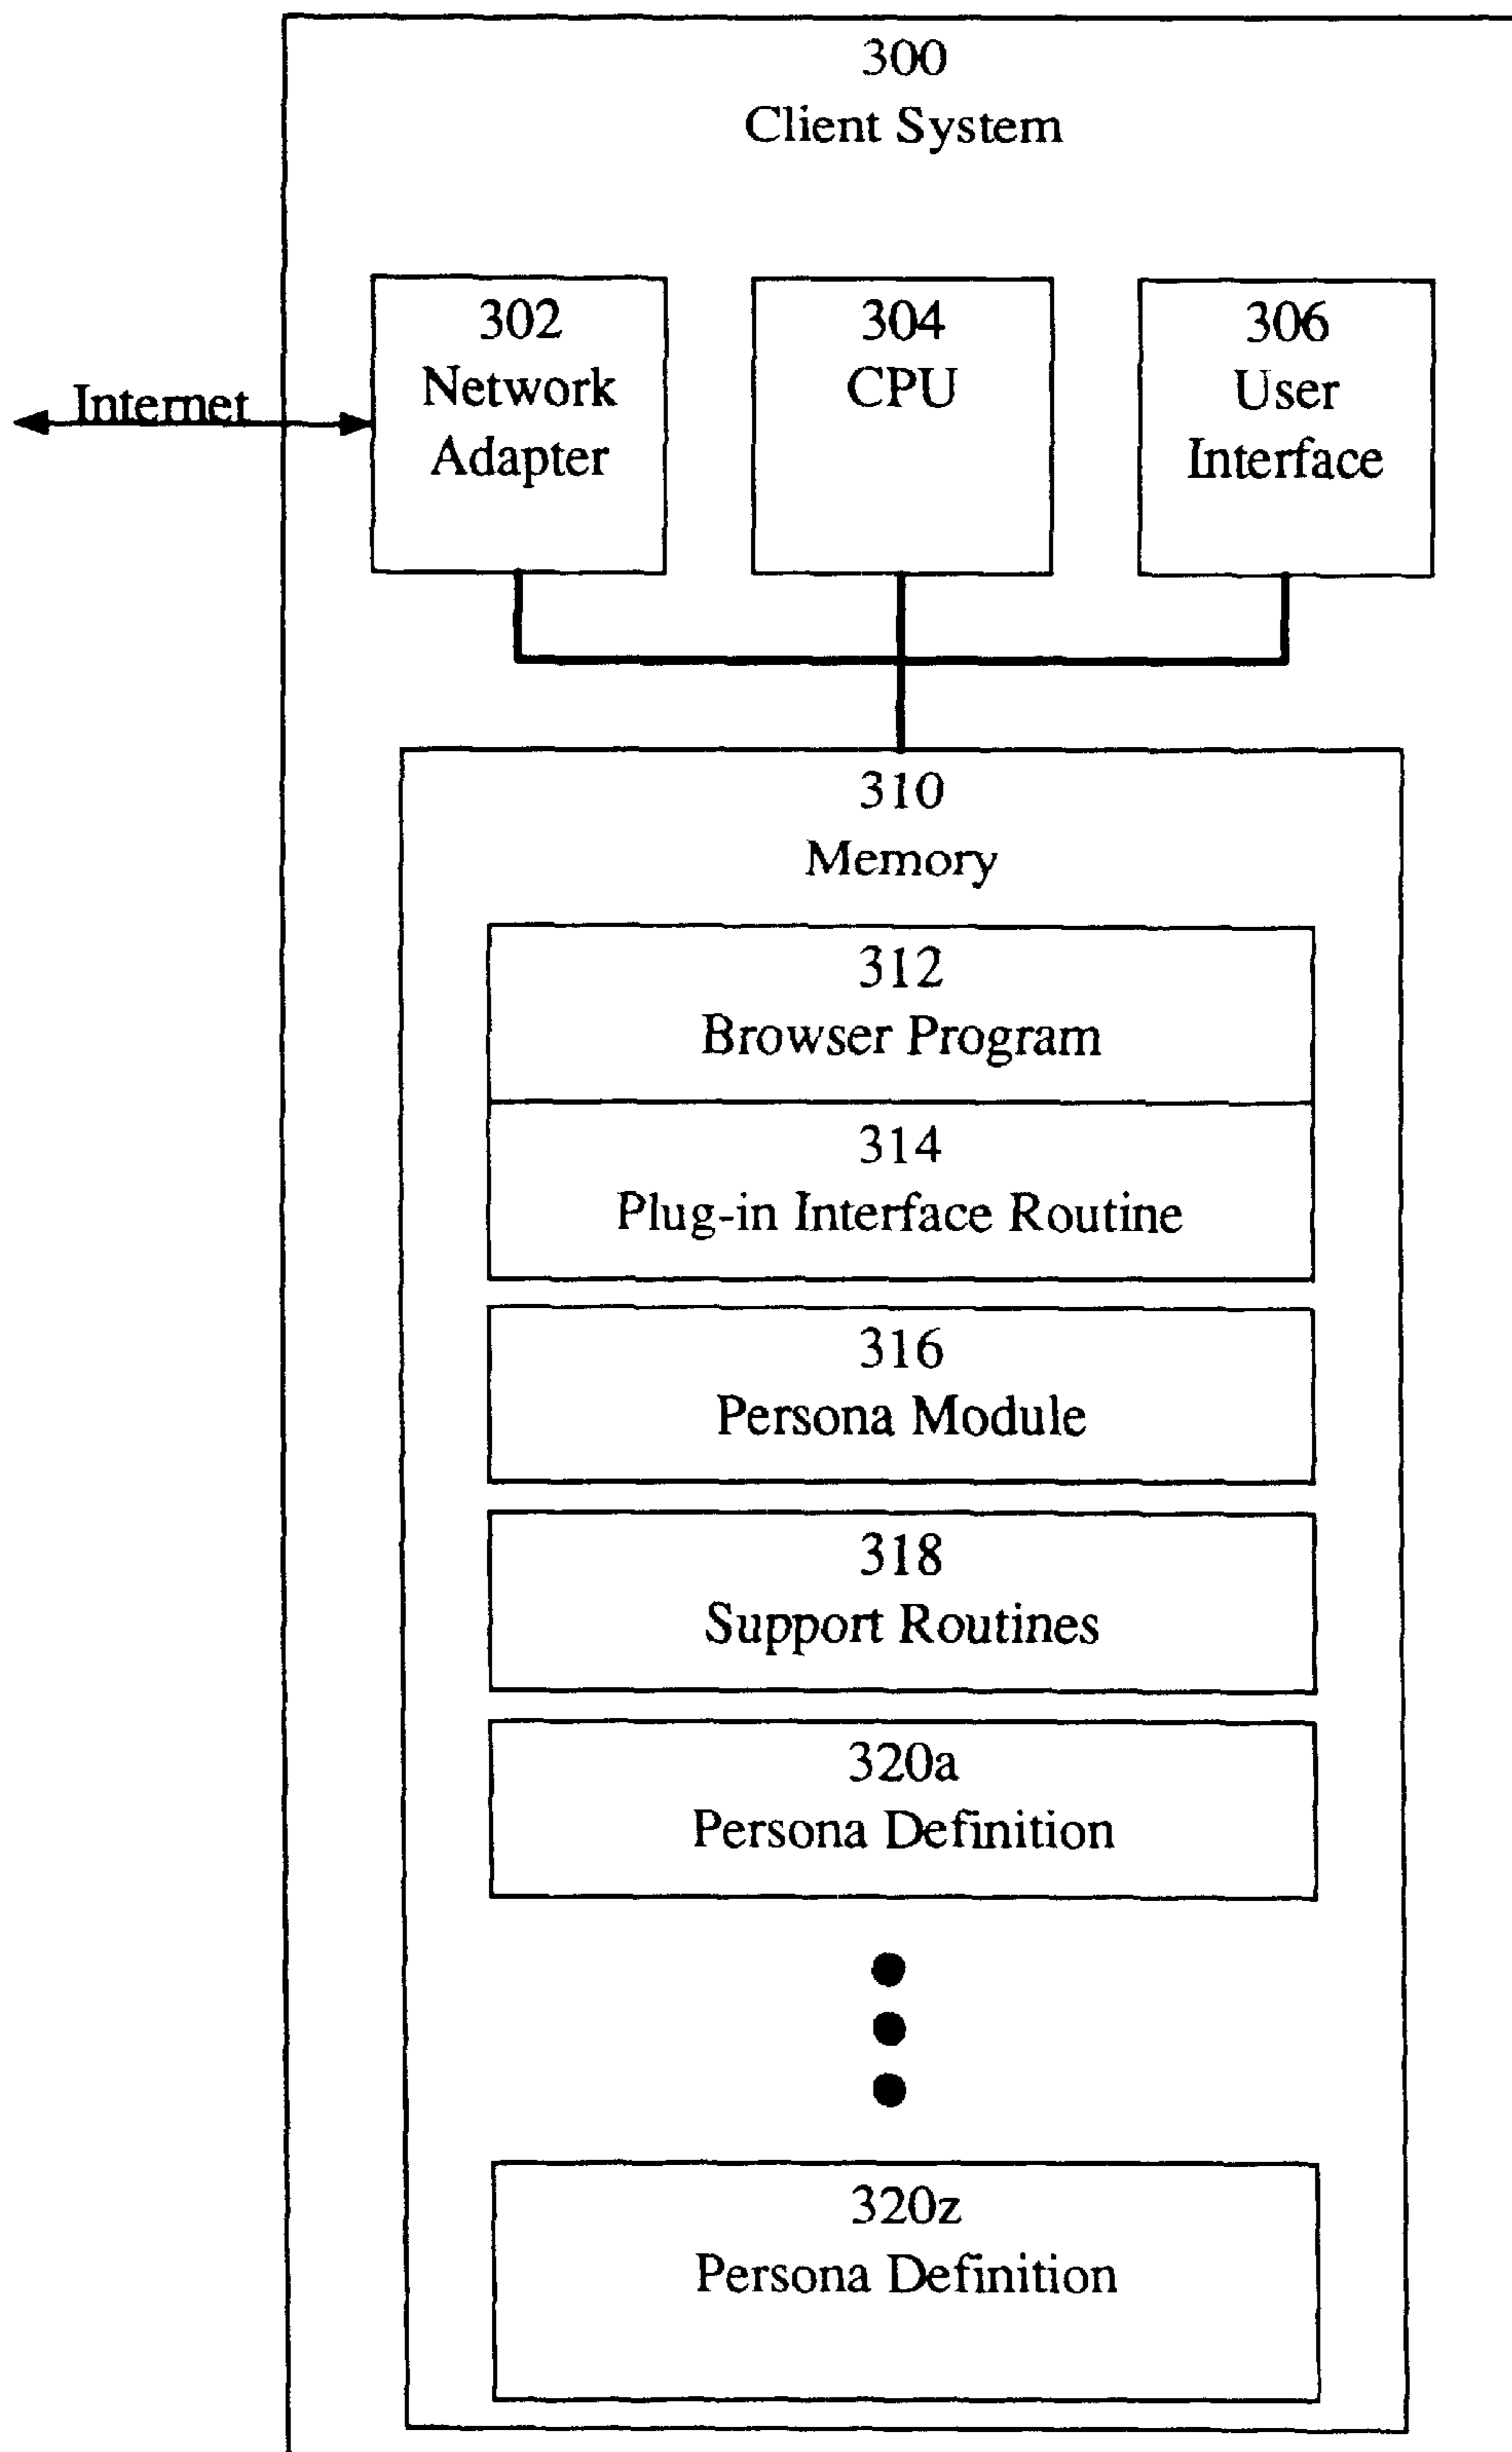 300
Client System
302
Network
Adapter
304
CPU
306
User
Interface
Internet
310
Memory
312
Browser Program
314
Plug-in Interface Routine
316
Persona Module
318
Support Routines
320a
Persona Definition
320z
Persona Definition